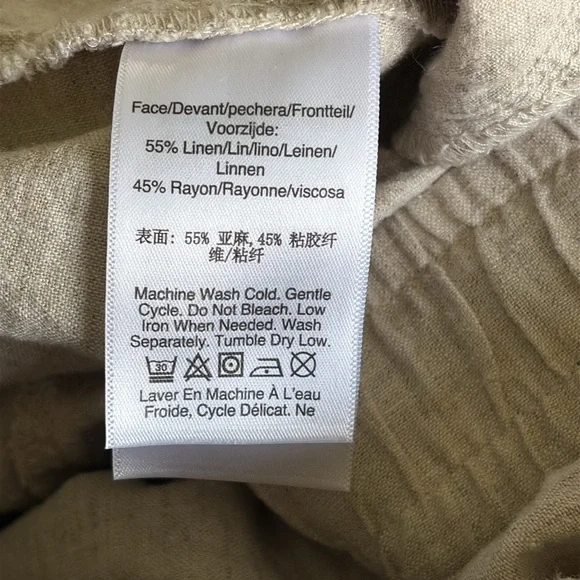 Face/Devant/pechera/Frontteil/
Voorzijde:
55% Linen/Lin/lino/Leinen/
Linnen
45% Rayon/Rayonne/viscosa
表面: 55% 亚麻, 45% 粘胶纤
维/粘纤
Machine Wash Cold. Gentle
Cycle. Do Not Bleach. Low
Iron When Needed. Wash
Separately. Tumble Dry Low.
30
Laver En Machine À L'eau
Froide, Cycle Délicat. Ne